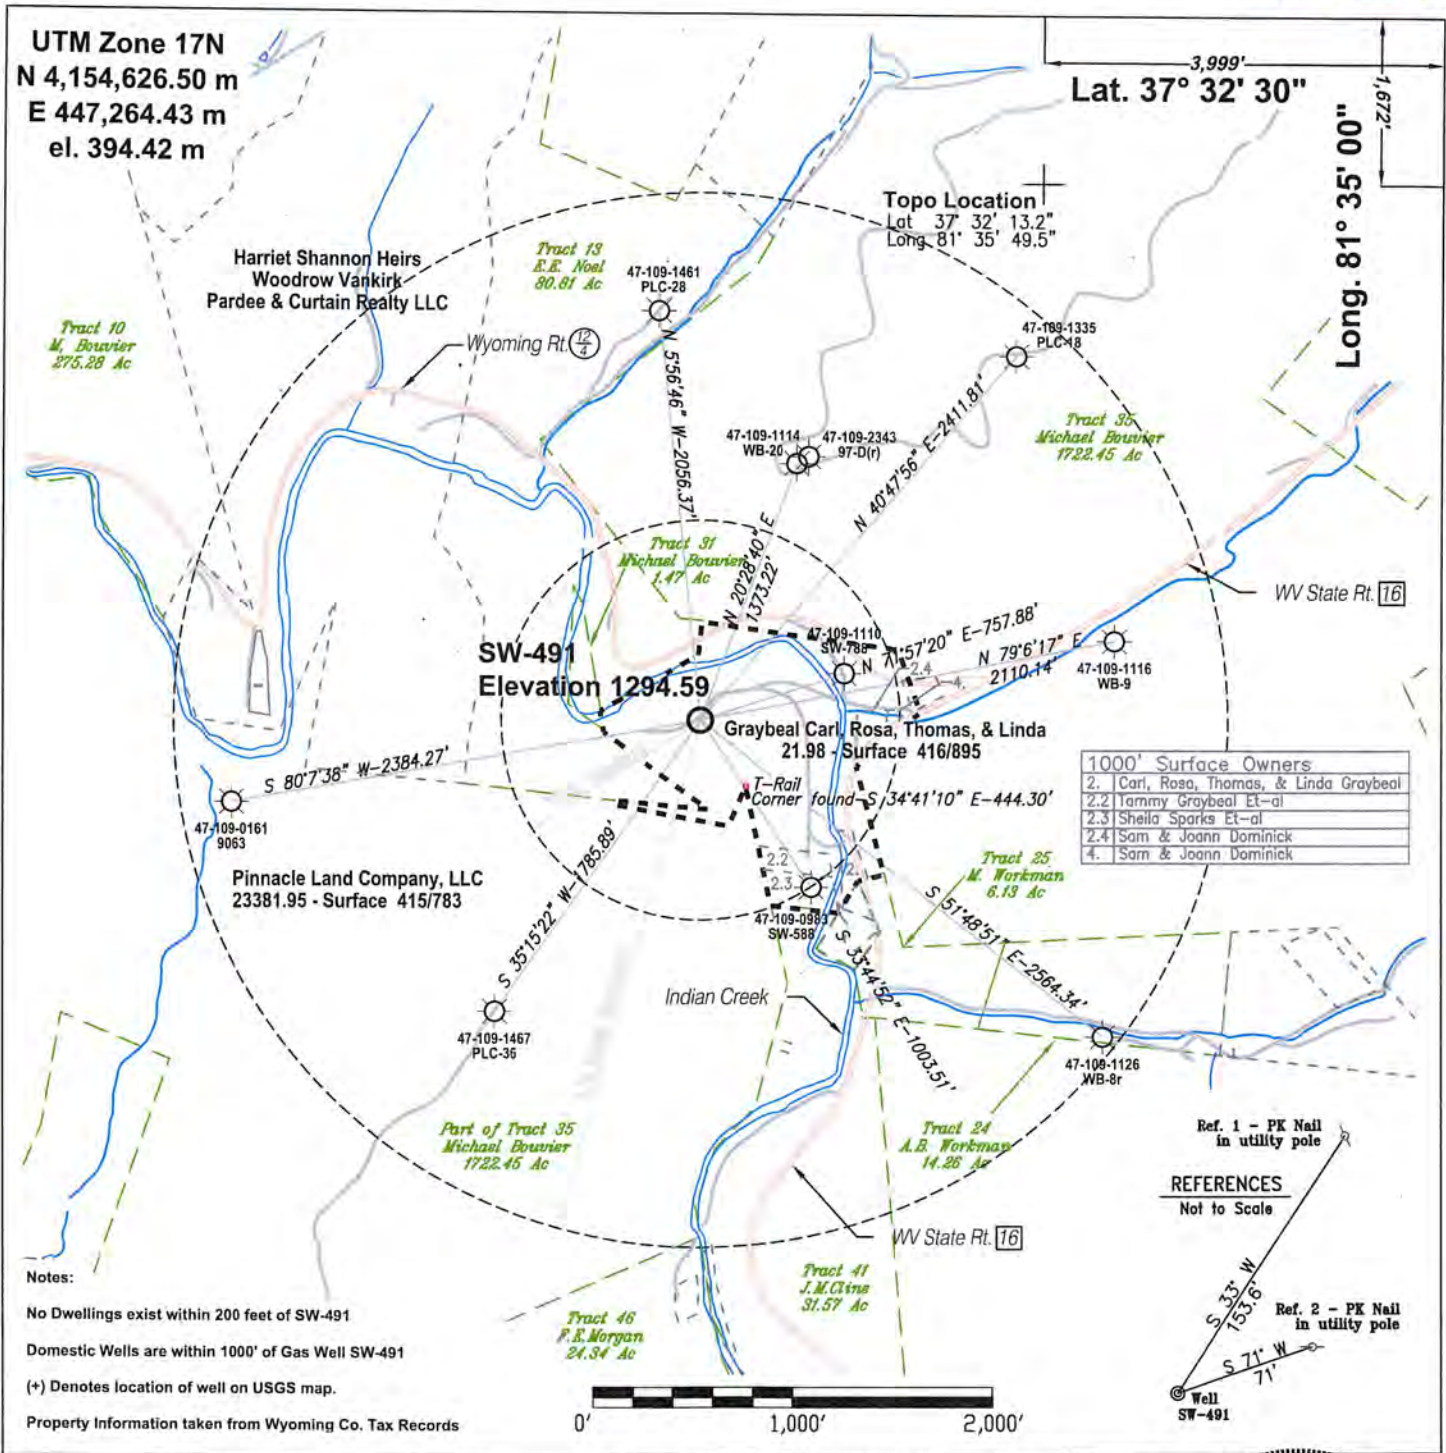 UTM Zone 17N
N 4,154,626.50 m
E 447,264.43 m
el. 394.42 m
3,999'
Lat. 37° 32' 30"
1,672'
Long. 81° 35' 00"
Topo Location
Lat 37° 32' 13.2"
Long 81° 35' 49.5"
Harriet Shannon Heirs
Woodrow Vankirk
Pardee & Curtain Realty LLC
Tract 13
E.E. Noel
80.81 Ac
47-109-1461
PLC-28
Tract 10
M. Bouvier
275.28 Ac
Wyoming Rt. 12/4
47-109-1335
PLC-18
N 5°56'46" W-2056.37'
N 40°47'56" E-2411.81'
47-109-1114
WB-20
47-109-2343
97-D(r)
Tract 35
Michael Bouvier
1722.45 Ac
N 20°28'40" E
1373.22'
Tract 31
Michael Bouvier
1.47 Ac
WV State Rt. 16
47-109-1110
SW-788
N 71°57'20" E-757.88'
N 79°6'17" E
2110.14'
47-109-1116
WB-9
2.4
4.
SW-491
Elevation 1294.59
Graybeal Carl, Rosa, Thomas, & Linda
21.98 - Surface 416/895
S 80°7'38" W-2384.27'
47-109-0161
9063
T-Rail
Corner found-S 34°41'10" E-444.30'
1000' Surface Owners
2. Carl, Rosa, Thomas, & Linda Graybeal
2.2 Tammy Graybeal Et-al
2.3 Sheila Sparks Et-al
2.4 Sam & Joann Dominick
4. Sam & Joann Dominick
Pinnacle Land Company, LLC
23381.95 - Surface 415/783
S 35°15'22" W-1785.89'
2.2
2.
2.3
Tract 25
M. Workman
6.13 Ac
47-109-0983
SW-588
S 51°48'51" E-2564.34'
S 33°44'52" E-1003.51'
Indian Creek
47-109-1467
PLC-36
47-109-1126
WB-8r
Part of Tract 35
Michael Bouvier
1722.45 Ac
Tract 24
A.B. Workman
14.26 Ac
Ref. 1 - PK Nail
in utility pole
REFERENCES
Not to Scale
S 33° W
153.6'
WV State Rt. 16
Tract 41
J.M.Cline
31.57 Ac
Tract 46
F.E.Morgan
24.34 Ac
Ref. 2 - PK Nail
in utility pole
S 71° W
71'
Well
SW-491
Notes:
No Dwellings exist within 200 feet of SW-491
Domestic Wells are within 1000' of Gas Well SW-491
(+) Denotes location of well on USGS map.
Property Information taken from Wyoming Co. Tax Records
0' 1,000' 2,000'